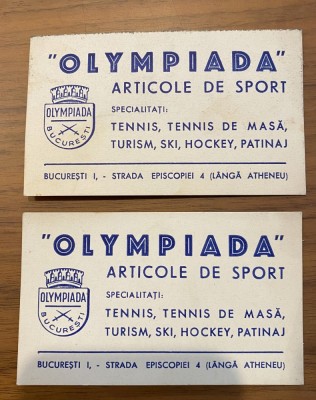 "OLYMPIADA"
ARTICOLE DE SPORT
SPECIALITAȚI:
TENNIS, TENNIS DE MASĂ,
TURISM, SKI, HOCKEY, PATINAJ
OLYMPIADA
BUCUREȘTI
BUCUREȘTI I, - STRADA EPISCOPIEI 4 (LÂNGĂ ATHENEU)
"OLYMPIADA"
ARTICOLE DE SPORT
SPECIALITAȚI:
TENNIS, TENNIS DE MASĂ,
TURISM, SKI, HOCKEY, PATINAJ
OLYMPIADA
BUCUREȘTI
BUCUREȘTI I, - STRADA EPISCOPIEI 4 (LÂNGĂ ATHENEU)